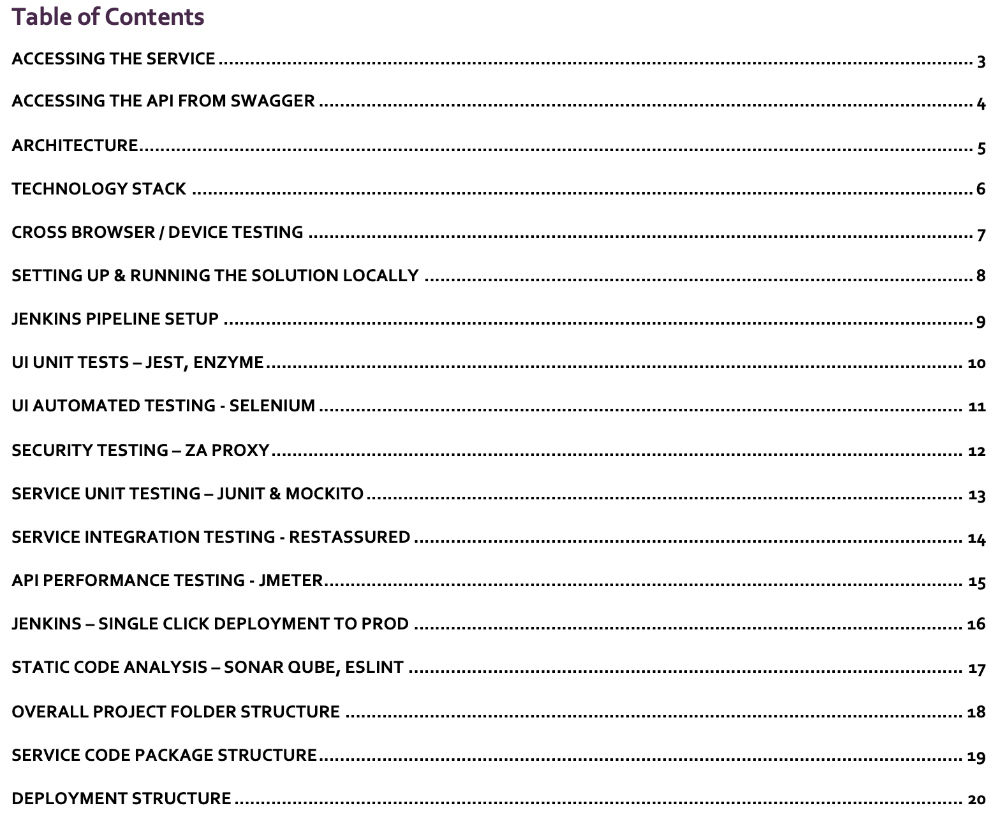 Table of Contents
ACCESSING THE SERVICE ........ 3
ACCESSING THE API FROM SWAGGER ........ 4
ARCHITECTURE........ 5
TECHNOLOGY STACK ........ 6
CROSS BROWSER / DEVICE TESTING ........ 7
SETTING UP & RUNNING THE SOLUTION LOCALLY ........ 8
JENKINS PIPELINE SETUP ........ 9
UI UNIT TESTS – JEST, ENZYME........ 10
UI AUTOMATED TESTING - SELENIUM ........ 11
SECURITY TESTING – ZA PROXY........ 12
SERVICE UNIT TESTING – JUNIT & MOCKITO........ 13
SERVICE INTEGRATION TESTING - RESTASSURED ........ 14
API PERFORMANCE TESTING - JMETER........ 15
JENKINS – SINGLE CLICK DEPLOYMENT TO PROD ........ 16
STATIC CODE ANALYSIS – SONAR QUBE, ESLINT ........ 17
OVERALL PROJECT FOLDER STRUCTURE ........ 18
SERVICE CODE PACKAGE STRUCTURE........ 19
DEPLOYMENT STRUCTURE ........ 20